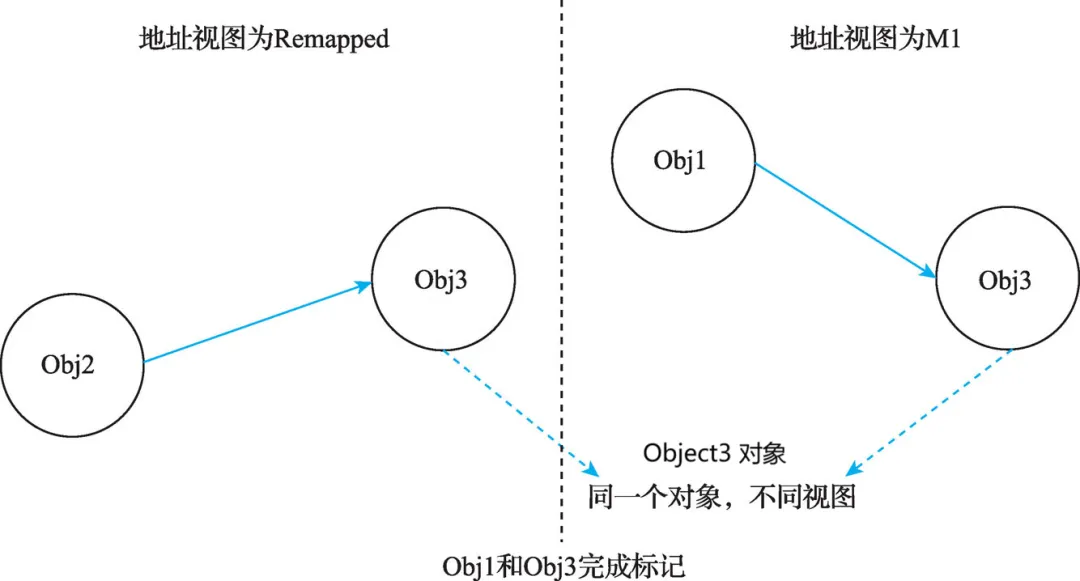 地址视图为Remapped
地址视图为M1
Obj1
Obj3
Obj3
Obj2
Object3 对象
同一个对象，不同视图
Obj1和Obj3完成标记